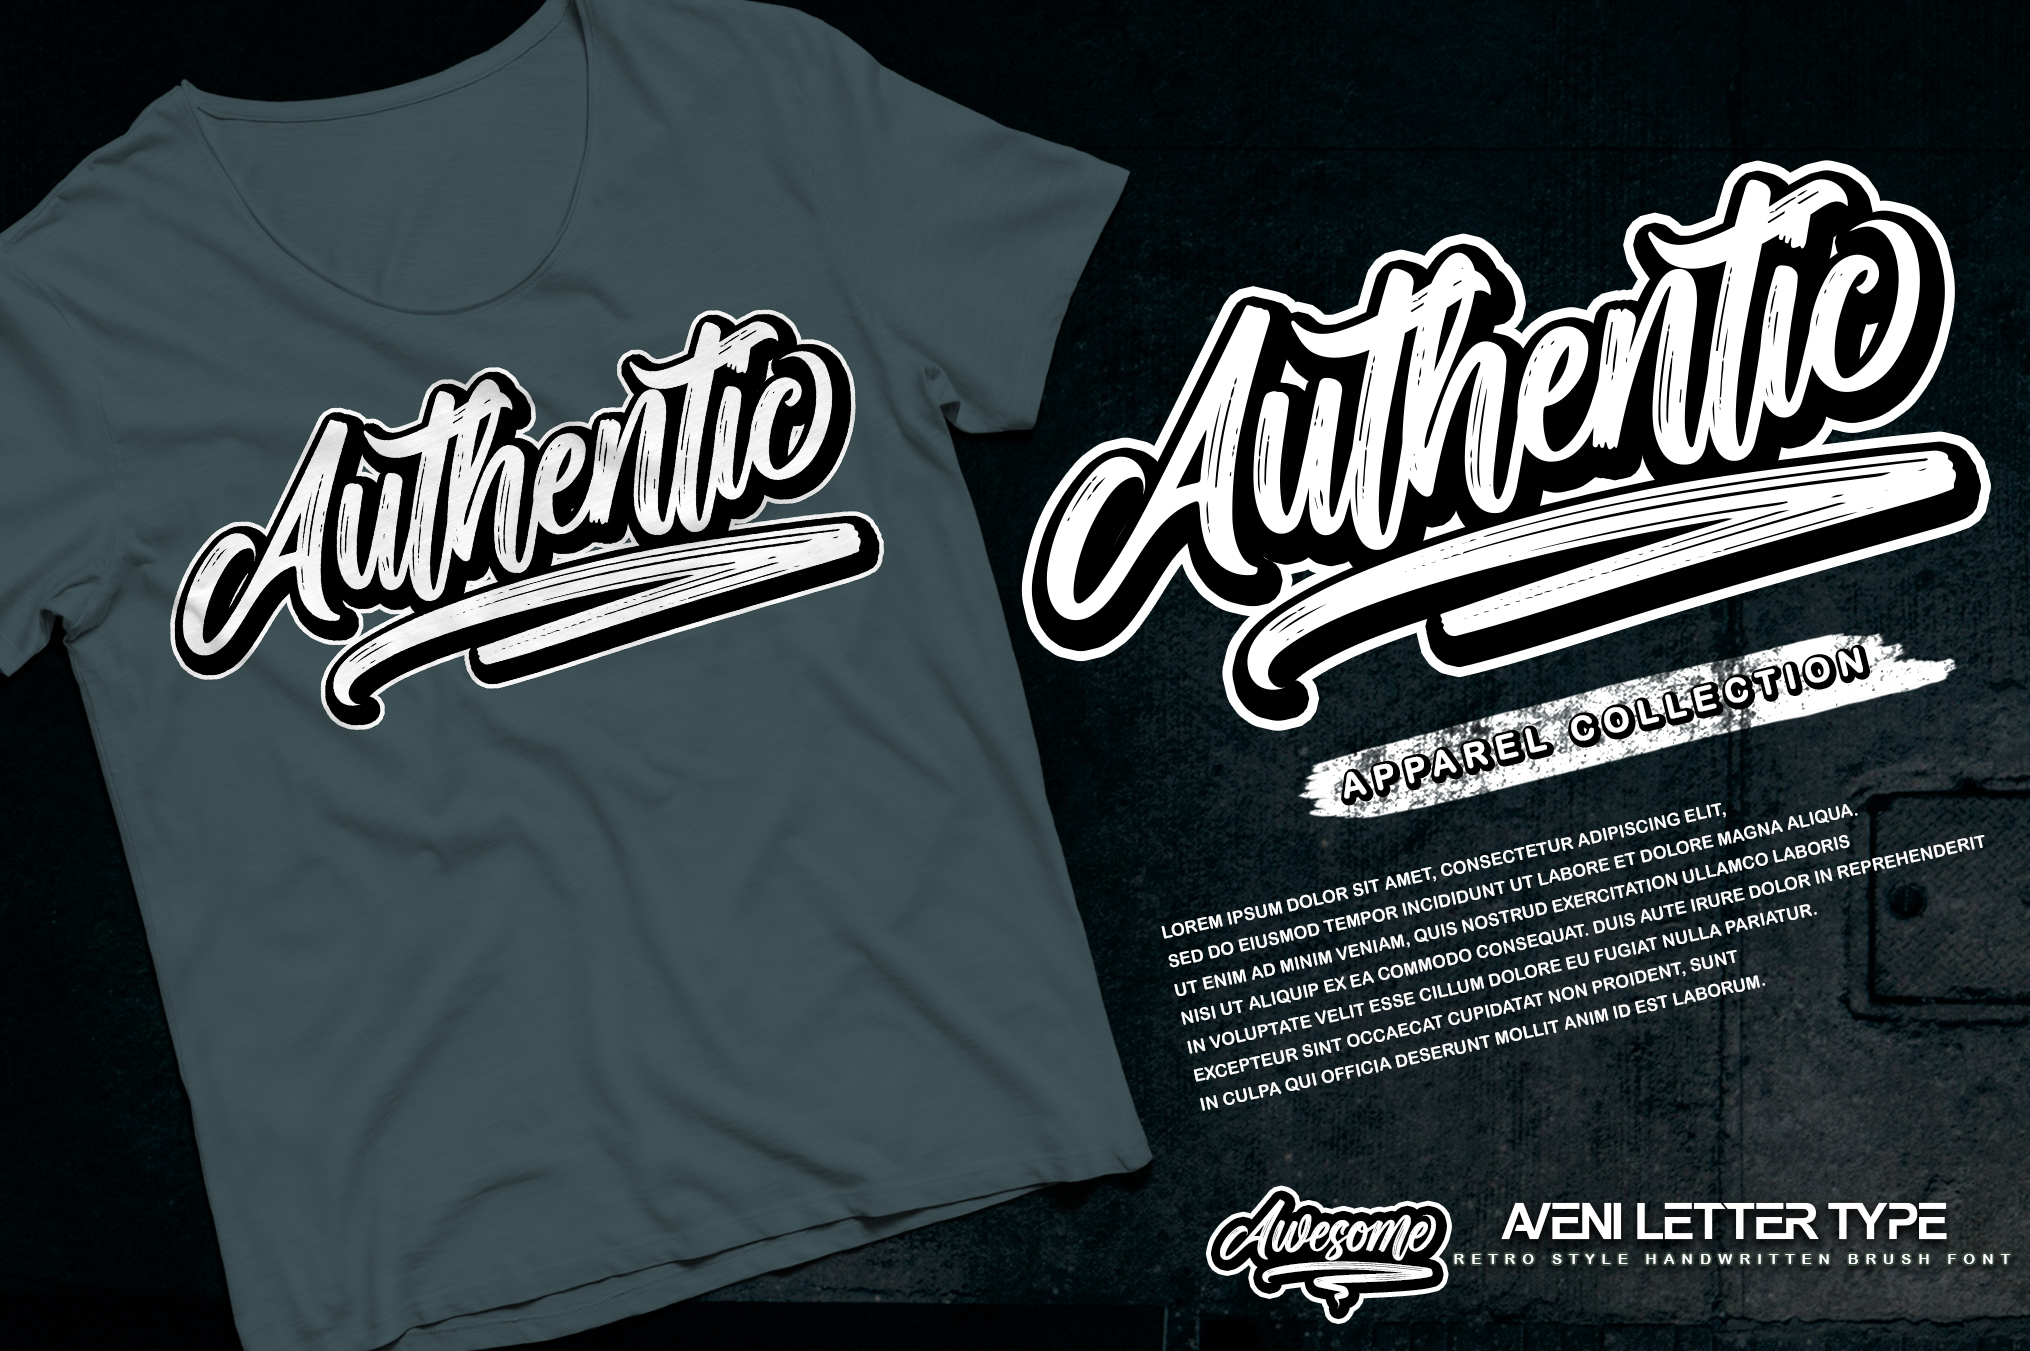 Authentic
Authentic
APPAREL COLLECTION
LOREM IPSUM DOLOR SIT AMET, CONSECTETUR ADIPISCING ELIT,
SED DO EIUSMOD TEMPOR INCIDIDUNT UT LABORE ET DOLORE MAGNA ALIQUA.
UT ENIM AD MINIM VENIAM, QUIS NOSTRUD EXERCITATION ULLAMCO LABORIS
NISI UT ALIQUIP EX EA COMMODO CONSEQUAT. DUIS AUTE IRURE DOLOR IN REPREHENDERIT
IN VOLUPTATE VELIT ESSE CILLUM DOLORE EU FUGIAT NULLA PARIATUR.
EXCEPTEUR SINT OCCAECAT CUPIDATAT NON PROIDENT, SUNT
IN CULPA QUI OFFICIA DESERUNT MOLLIT ANIM ID EST LABORUM.
Awesome
AVENI LETTER TYPE
RETRO STYLE HANDWRITTEN BRUSH FONT